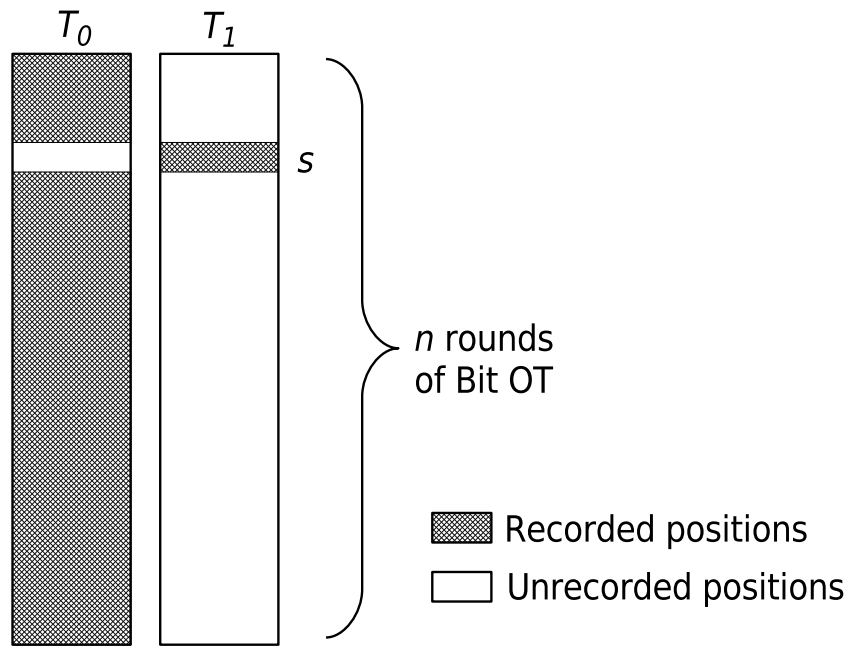 T0 T1
s
n rounds
of Bit OT
Recorded positions
Unrecorded positions